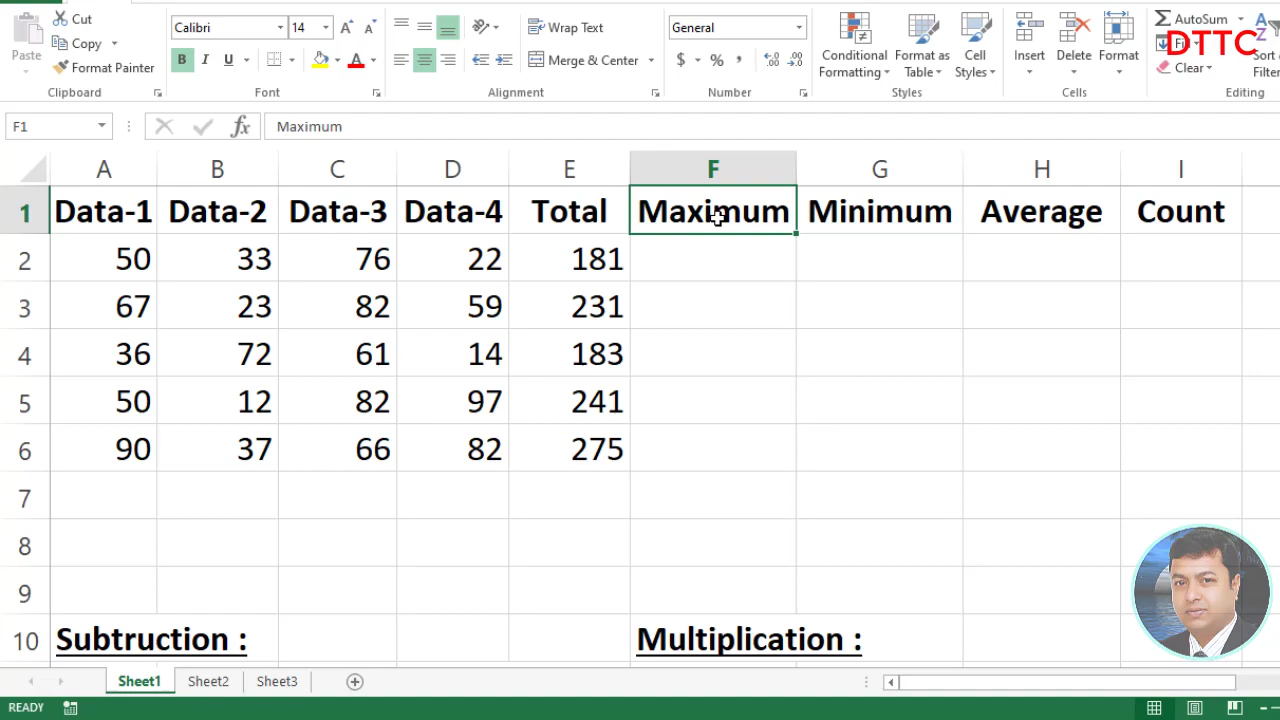 Cut
Copy
Paste
Format Painter
Clipboard
Calibri 14
B I U A
Font
Wrap Text
Merge & Center
Alignment
General
$ % ,
Number
Conditional Formatting
Format as Table
Cell Styles
Styles
Insert Delete Format
Cells
AutoSum
Clear
Sort
Filter
Editing
DTTC
F1 fx Maximum
A B C D E F G H I
1 Data-1 Data-2 Data-3 Data-4 Total Maximum Minimum Average Count
2 50 33 76 22 181
3 67 23 82 59 231
4 36 72 61 14 183
5 50 12 82 97 241
6 90 37 66 82 275
7
8
9
10 Subtruction : Multiplication :
Sheet1 Sheet2 Sheet3
READY